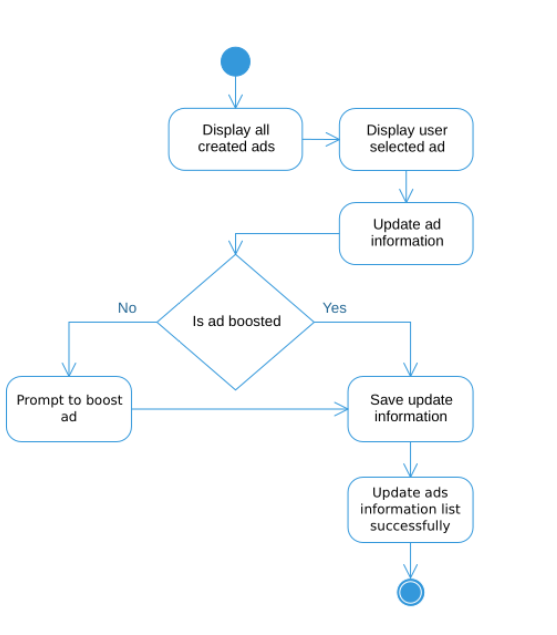 Display all
created ads
Display user
selected ad
Update ad
information
Is ad boosted
No
Yes
Prompt to boost
ad
Save update
information
Update ads
information list
successfully